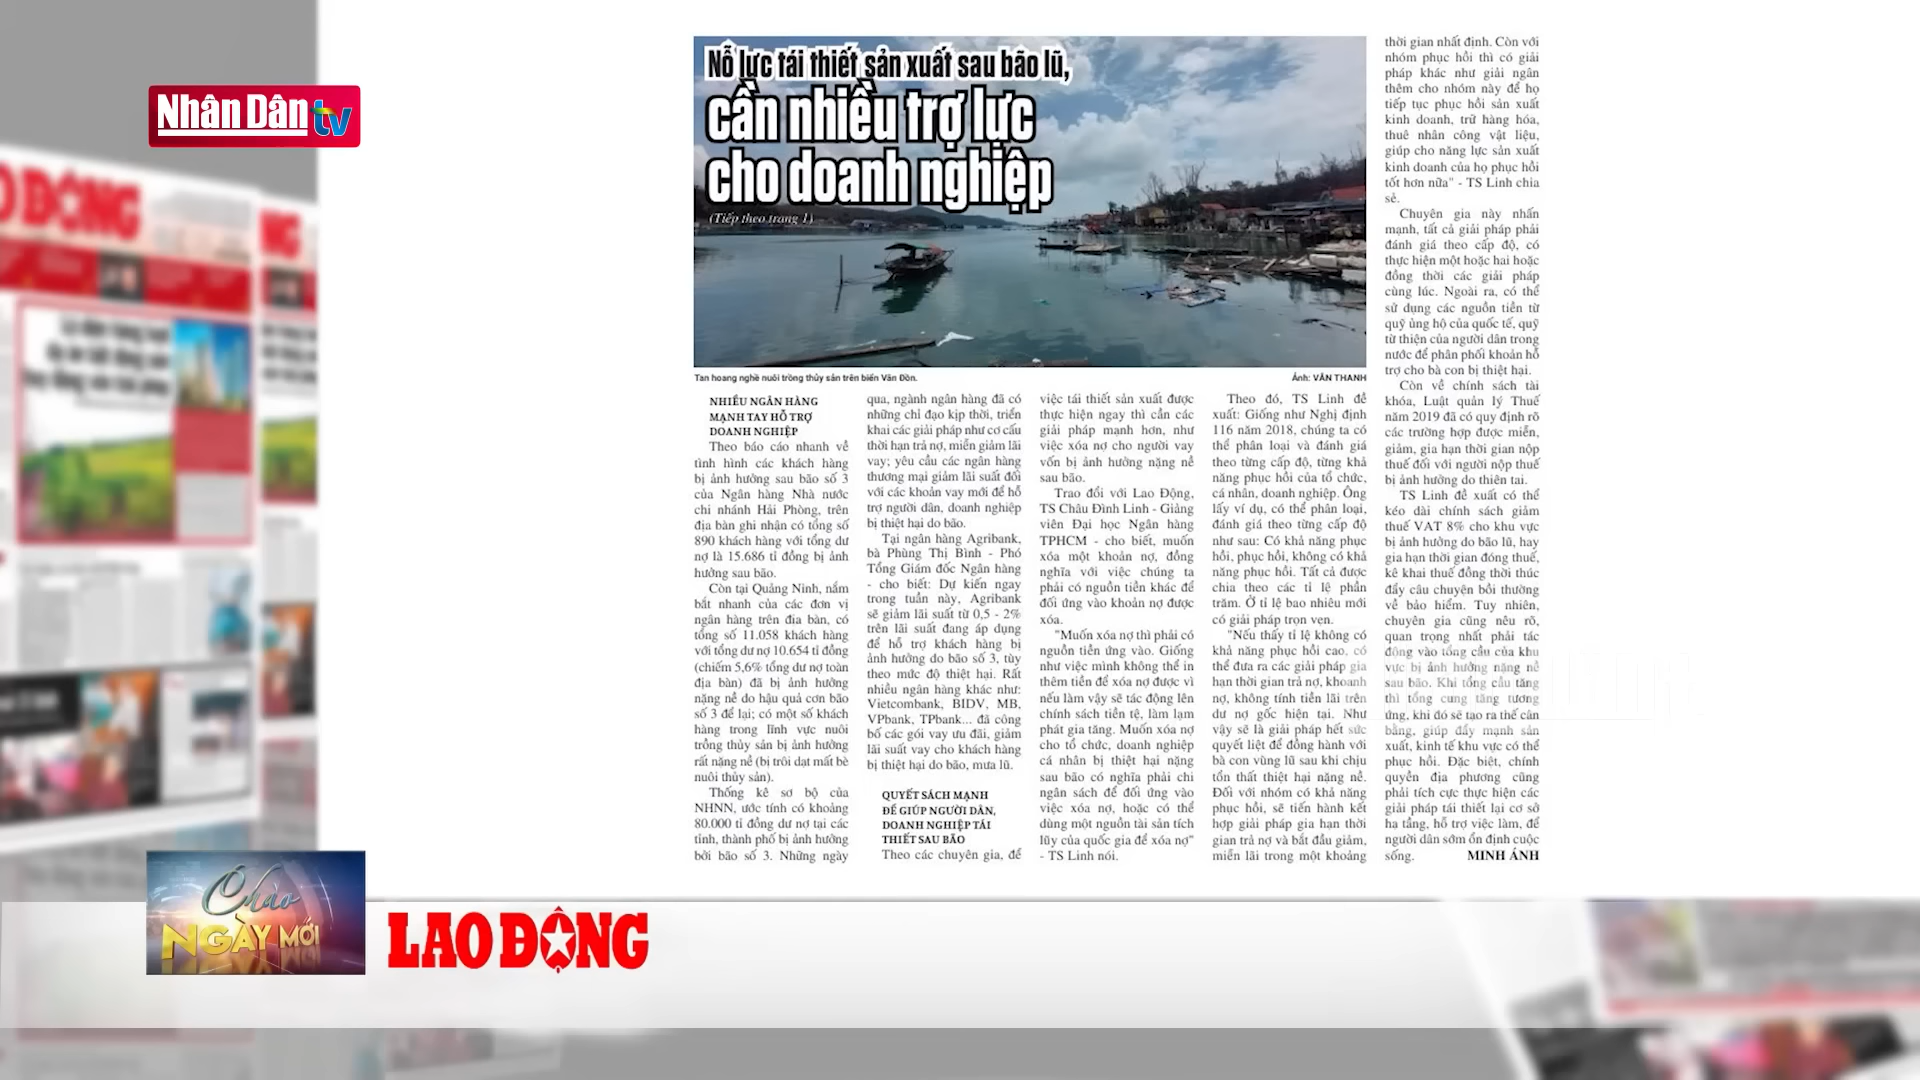 Nhân Dân tv
Nỗ lực tái thiết sản xuất sau bão lũ,
cần nhiều trợ lực
cho doanh nghiệp
(Tiếp theo trang 1)
Tan hoang nghề nuôi trồng thủy sản trên biển Vân Đồn.
Ảnh: VĂN THANH
NHIỀU NGÂN HÀNG
MẠNH TAY HỖ TRỢ
DOANH NGHIỆP
Theo báo cáo nhanh về
tình hình các khách hàng
bị ảnh hưởng sau bão số 3
của Ngân hàng Nhà nước
chi nhánh Hải Phòng, trên
địa bàn ghi nhận có tổng số
890 khách hàng với tổng dư
nợ là 15.686 tỉ đồng bị ảnh
hưởng sau bão.
Còn tại Quảng Ninh, nắm
bắt nhanh của các đơn vị
ngân hàng trên địa bàn, có
tổng số 11.058 khách hàng
với tổng dư nợ 10.654 tỉ đồng
(chiếm 5,6% tổng dư nợ toàn
địa bàn) đã bị ảnh hưởng
nặng nề do hậu quả cơn bão
số 3 để lại; có một số khách
hàng trong lĩnh vực nuôi
trồng thủy sản bị ảnh hưởng
rất nặng nề (bị trôi dạt mất bè
nuôi thủy sản).
Thống kê sơ bộ của
NHNN, ước tính có khoảng
80.000 tỉ đồng dư nợ tại các
tỉnh, thành phố bị ảnh hưởng
bởi bão số 3. Những ngày
qua, ngành ngân hàng đã có
những chỉ đạo kịp thời, triển
khai các giải pháp như cơ cấu
thời hạn trả nợ, miễn giảm lãi
vay; yêu cầu các ngân hàng
thương mại giảm lãi suất đối
với các khoản vay mới để hỗ
trợ người dân, doanh nghiệp
bị thiệt hại do bão.
Tại ngân hàng Agribank,
bà Phùng Thị Bình - Phó
Tổng Giám đốc Ngân hàng
- cho biết: Dự kiến ngay
trong tuần này, Agribank
sẽ giảm lãi suất từ 0,5 - 2%
trên lãi suất đang áp dụng
để hỗ trợ khách hàng bị
ảnh hưởng do bão số 3, tùy
theo mức độ thiệt hại. Rất
nhiều ngân hàng khác như:
Vietcombank, BIDV, MB,
VPbank, TPbank... đã công
bố các gói vay ưu đãi, giảm
lãi suất vay cho khách hàng
bị thiệt hại do bão, mưa lũ.
QUYẾT SÁCH MẠNH
ĐỂ GIÚP NGƯỜI DÂN,
DOANH NGHIỆP TÁI
THIẾT SAU BÃO
Theo các chuyên gia, để
việc tái thiết sản xuất được
thực hiện ngay thì cần các
giải pháp mạnh hơn, như
việc xóa nợ cho người vay
vốn bị ảnh hưởng nặng nề
sau bão.
Trao đổi với Lao Động,
TS Châu Đình Linh - Giảng
viên Đại học Ngân hàng
TPHCM - cho biết, muốn
xóa một khoản nợ, đồng
nghĩa với việc chúng ta
phải có nguồn tiền khác để
đối ứng vào khoản nợ được
xóa.
"Muốn xóa nợ thì phải có
nguồn tiền ứng vào. Giống
như việc mình không thể in
thêm tiền để xóa nợ được vì
nếu làm vậy sẽ tác động lên
chính sách tiền tệ, làm lạm
phát gia tăng. Muốn xóa nợ
cho tổ chức, doanh nghiệp
cá nhân bị thiệt hại nặng
sau bão có nghĩa phải chi
ngân sách để đối ứng vào
việc xóa nợ, hoặc có thể
dùng một nguồn tài sản tích
lũy của quốc gia để xóa nợ"
- TS Linh nói.
Theo đó, TS Linh đề
xuất: Giống như Nghị định
116 năm 2018, chúng ta có
thể phân loại và đánh giá
theo từng cấp độ, từng khả
năng phục hồi của tổ chức,
cá nhân, doanh nghiệp. Ông
lấy ví dụ, có thể phân loại,
đánh giá theo từng cấp độ
như sau: Có khả năng phục
hồi, phục hồi, không có khả
năng phục hồi. Tất cả được
chia theo các tỉ lệ phần
trăm. Ở tỉ lệ bao nhiêu mới
có giải pháp trọn vẹn.
"Nếu thấy tỉ lệ không có
khả năng phục hồi cao, có
thể đưa ra các giải pháp gia
hạn thời gian trả nợ, khoanh
nợ, không tính tiền lãi trên
dư nợ gốc hiện tại. Như
vậy sẽ là giải pháp hết sức
quyết liệt để đồng hành với
bà con vùng lũ sau khi chịu
tổn thất thiệt hại nặng nề.
Đối với nhóm có khả năng
phục hồi, sẽ tiến hành kết
hợp giải pháp gia hạn thời
gian trả nợ và bắt đầu giảm,
miễn lãi trong một khoảng
thời gian nhất định. Còn với
nhóm phục hồi thì có giải
pháp khác như giải ngân
thêm cho nhóm này để họ
tiếp tục phục hồi sản xuất
kinh doanh, trữ hàng hóa,
thuê nhân công vật liệu,
giúp cho năng lực sản xuất
kinh doanh của họ phục hồi
tốt hơn nữa" - TS Linh chia
sẻ.
Chuyên gia này nhấn
mạnh, tất cả giải pháp phải
đánh giá theo cấp độ, có
thực hiện một hoặc hai hoặc
đồng thời các giải pháp
cùng lúc. Ngoài ra, có thể
sử dụng các nguồn tiền từ
quỹ ủng hộ của quốc tế, quỹ
từ thiện của người dân trong
nước để phân phối khoản hỗ
trợ cho bà con bị thiệt hại.
Còn về chính sách tài
khóa, Luật quản lý Thuế
năm 2019 đã có quy định rõ
các trường hợp được miễn,
giảm, gia hạn thời gian nộp
thuế đối với người nộp thuế
bị ảnh hưởng do thiên tai.
TS Linh đề xuất có thể
kéo dài chính sách giảm
thuế VAT 8% cho khu vực
bị ảnh hưởng do bão lũ, hay
gia hạn thời gian đóng thuế,
kê khai thuế đồng thời thúc
đẩy câu chuyện bồi thường
về bảo hiểm. Tuy nhiên,
chuyên gia cũng nêu rõ,
quan trọng nhất phải tác
động vào tổng cầu của khu
vực bị ảnh hưởng nặng nề
sau bão. Khi tổng cầu tăng
thì tổng cung tăng tương
ứng, khi đó sẽ tạo ra thế cân
bằng, giúp đẩy mạnh sản
xuất, kinh tế khu vực có thể
phục hồi. Đặc biệt, chính
quyền địa phương cũng
phải tích cực thực hiện các
giải pháp tái thiết lại cơ sở
hạ tầng, hỗ trợ việc làm, để
người dân sớm ổn định cuộc
sống. MINH ÁNH
Chào
NGÀY MỚI
LAO ĐỘNG